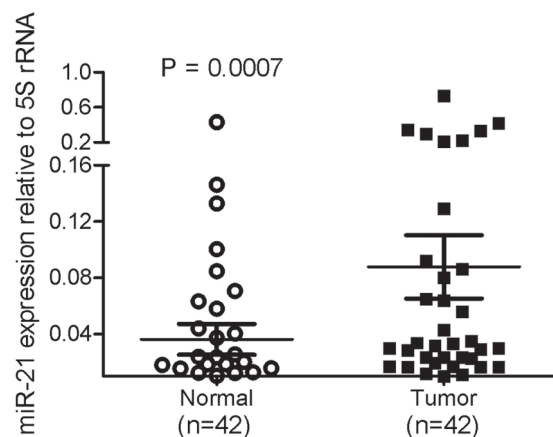 miR-21 expression relative to 5S rRNA
P = 0.0007
1.0
0.6
0.2
0.16
0.12
0.08
0.04
Normal Tumor
(n=42) (n=42)